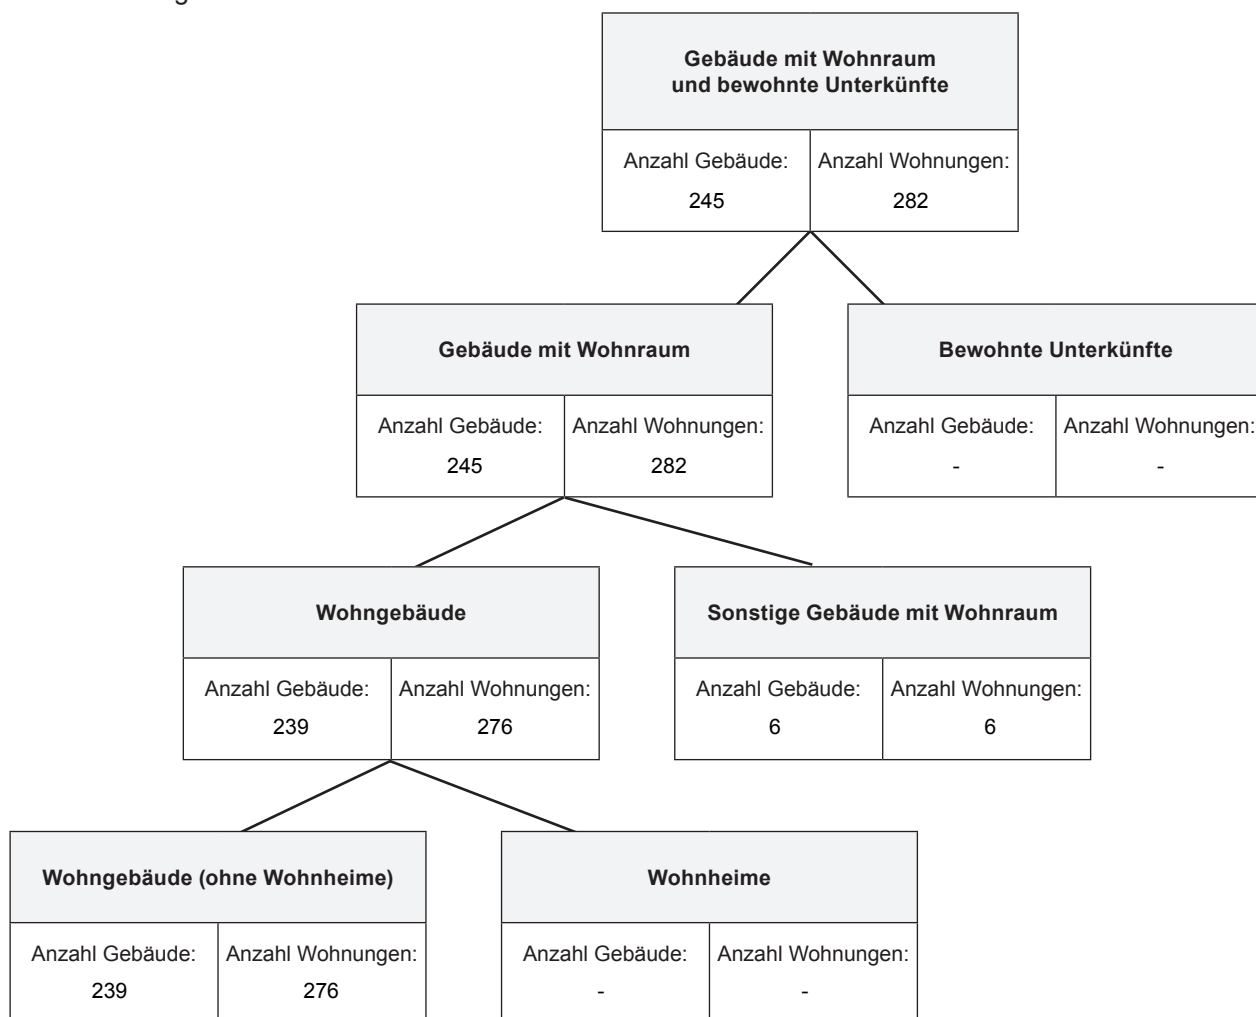 Gebäude mit Wohnraum
und bewohnte Unterkünfte
Anzahl Gebäude: Anzahl Wohnungen:
245 282
Gebäude mit Wohnraum
Anzahl Gebäude: Anzahl Wohnungen:
245 282
Bewohnte Unterkünfte
Anzahl Gebäude: Anzahl Wohnungen:
- -
Wohngebäude
Anzahl Gebäude: Anzahl Wohnungen:
239 276
Sonstige Gebäude mit Wohnraum
Anzahl Gebäude: Anzahl Wohnungen:
6 6
Wohngebäude (ohne Wohnheime)
Anzahl Gebäude: Anzahl Wohnungen:
239 276
Wohnheime
Anzahl Gebäude: Anzahl Wohnungen:
- -